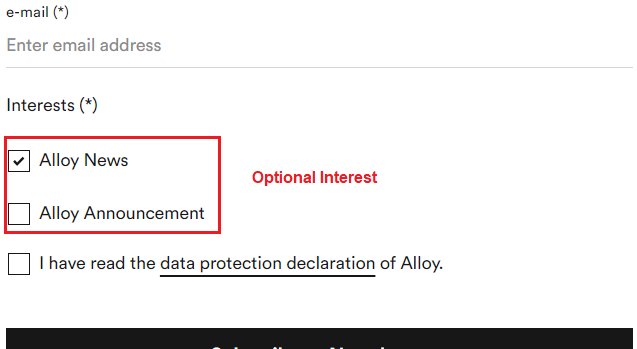 e-mail (*)
Enter email address
Interests (*)
Alloy News
Optional Interest
Alloy Announcement
I have read the data protection declaration of Alloy.